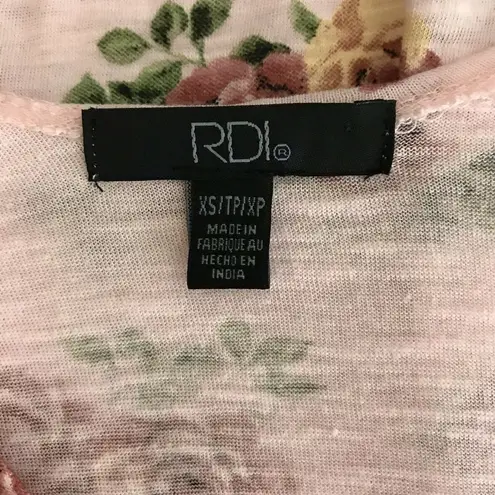 RDI®
XS/TP/XP
MADE IN
FABRIQUE AU
HECHO EN
INDIA